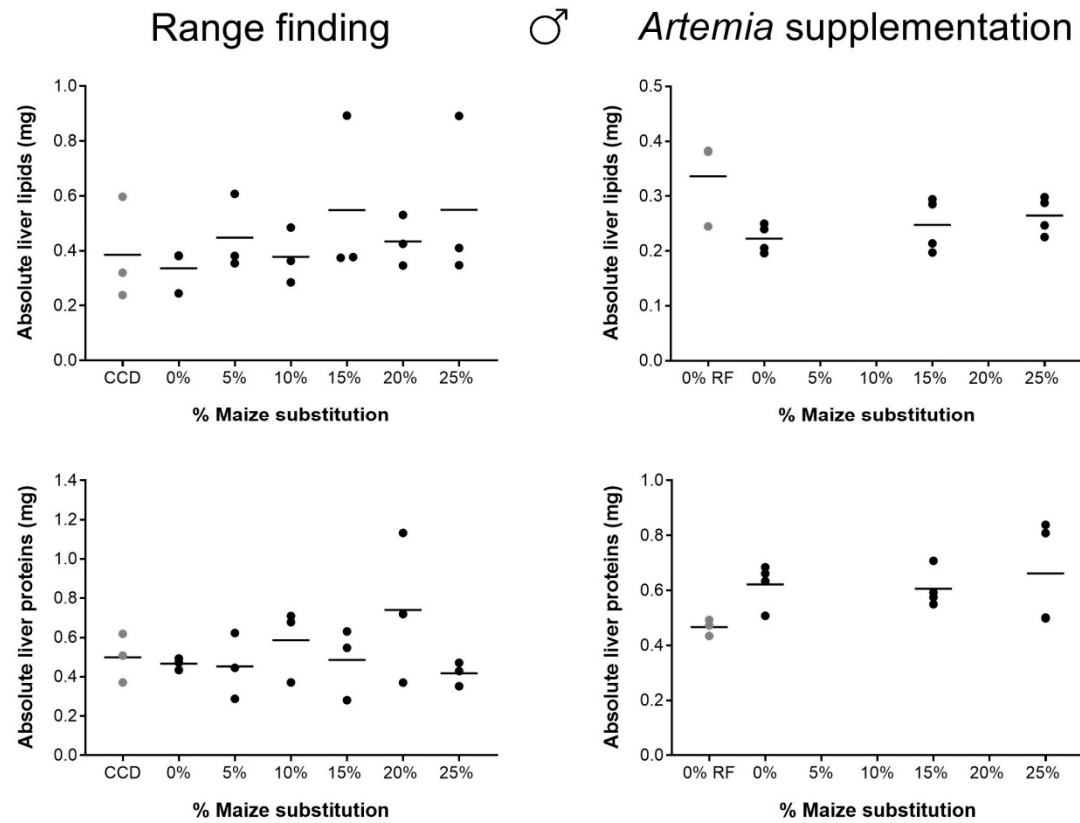 Range finding ♂ Artemia supplementation
Absolute liver lipids (mg)
1.0
0.8
0.6
0.4
0.2
0.0
CCD 0% 5% 10% 15% 20% 25%
% Maize substitution
Absolute liver lipids (mg)
0.5
0.4
0.3
0.2
0.1
0.0
0% RF 0% 5% 10% 15% 20% 25%
% Maize substitution
Absolute liver proteins (mg)
1.4
1.2
1.0
0.8
0.6
0.4
0.2
0.0
CCD 0% 5% 10% 15% 20% 25%
% Maize substitution
Absolute liver proteins (mg)
1.0
0.8
0.6
0.4
0.2
0.0
0% RF 0% 5% 10% 15% 20% 25%
% Maize substitution